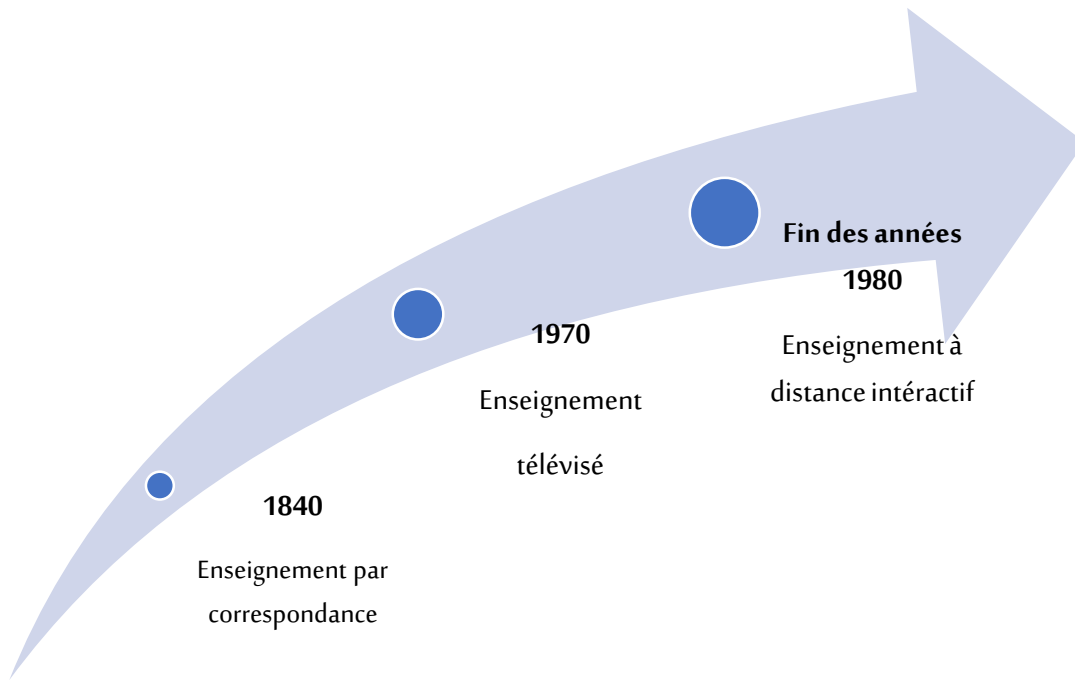 1840
Enseignement par
correspondance
1970
Enseignement
télévisé
Fin des années
1980
Enseignement à
distance intéractif